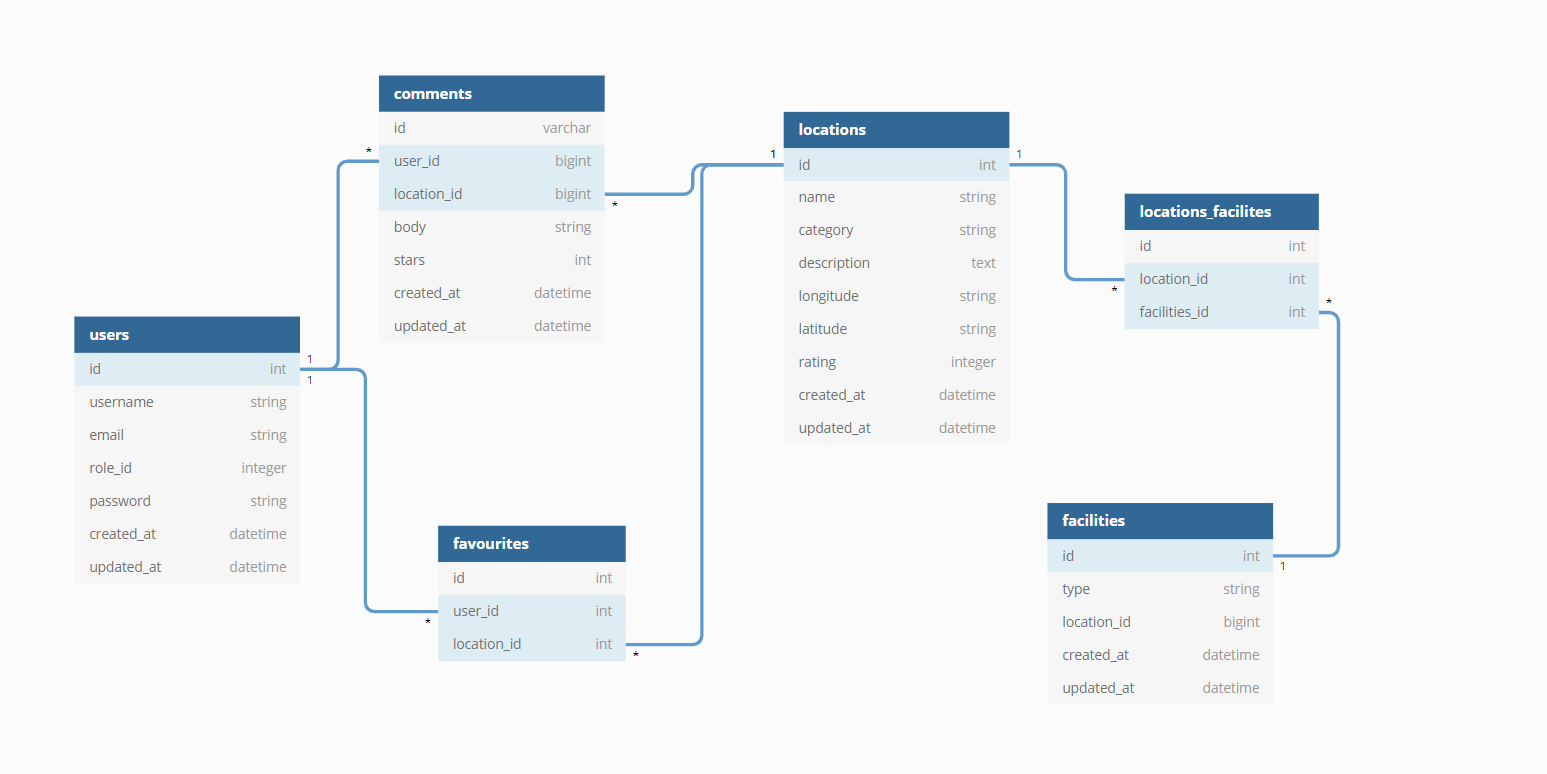 comments
id varchar
* user_id bigint
location_id bigint
*
body string
stars int
created_at datetime
updated_at datetime
locations
1 id int 1
name string
category string
description text
longitude string
latitude string
rating integer
created_at datetime
updated_at datetime
locations_facilites
id int
location_id int
*
facilities_id int
*
users
id int 1
1
username string
email string
role_id integer
password string
created_at datetime
updated_at datetime
favourites
id int
user_id int
*
location_id int
*
facilities
id int
1
type string
location_id bigint
created_at datetime
updated_at datetime